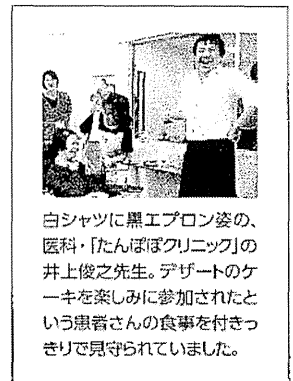 白シャツに黒エプロン姿の、
医科・「たんぽぽクリニック」の
井上俊之先生。デザートのケ
ーキを楽しみに参加されたと
いう患者さんの食事を付きっ
きりで見守られていました。